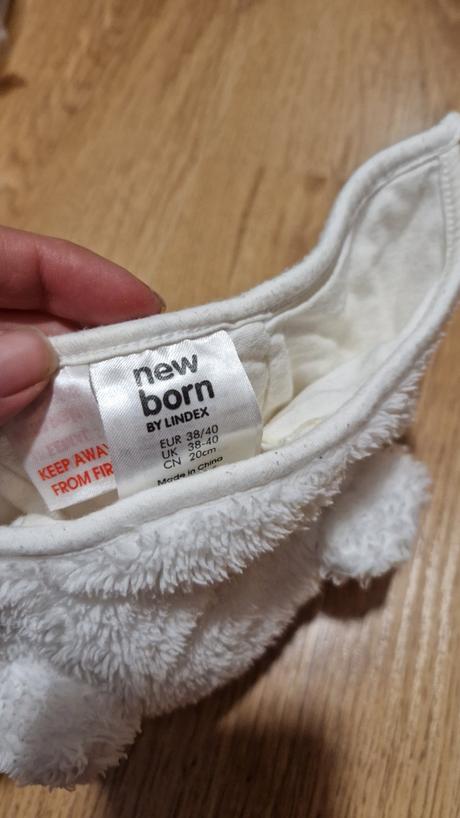 new
born
BY LINDEX
EUR 38/40
UK 38-40
CN 20cm
Made in China
KEEP AWAY
FROM FIR